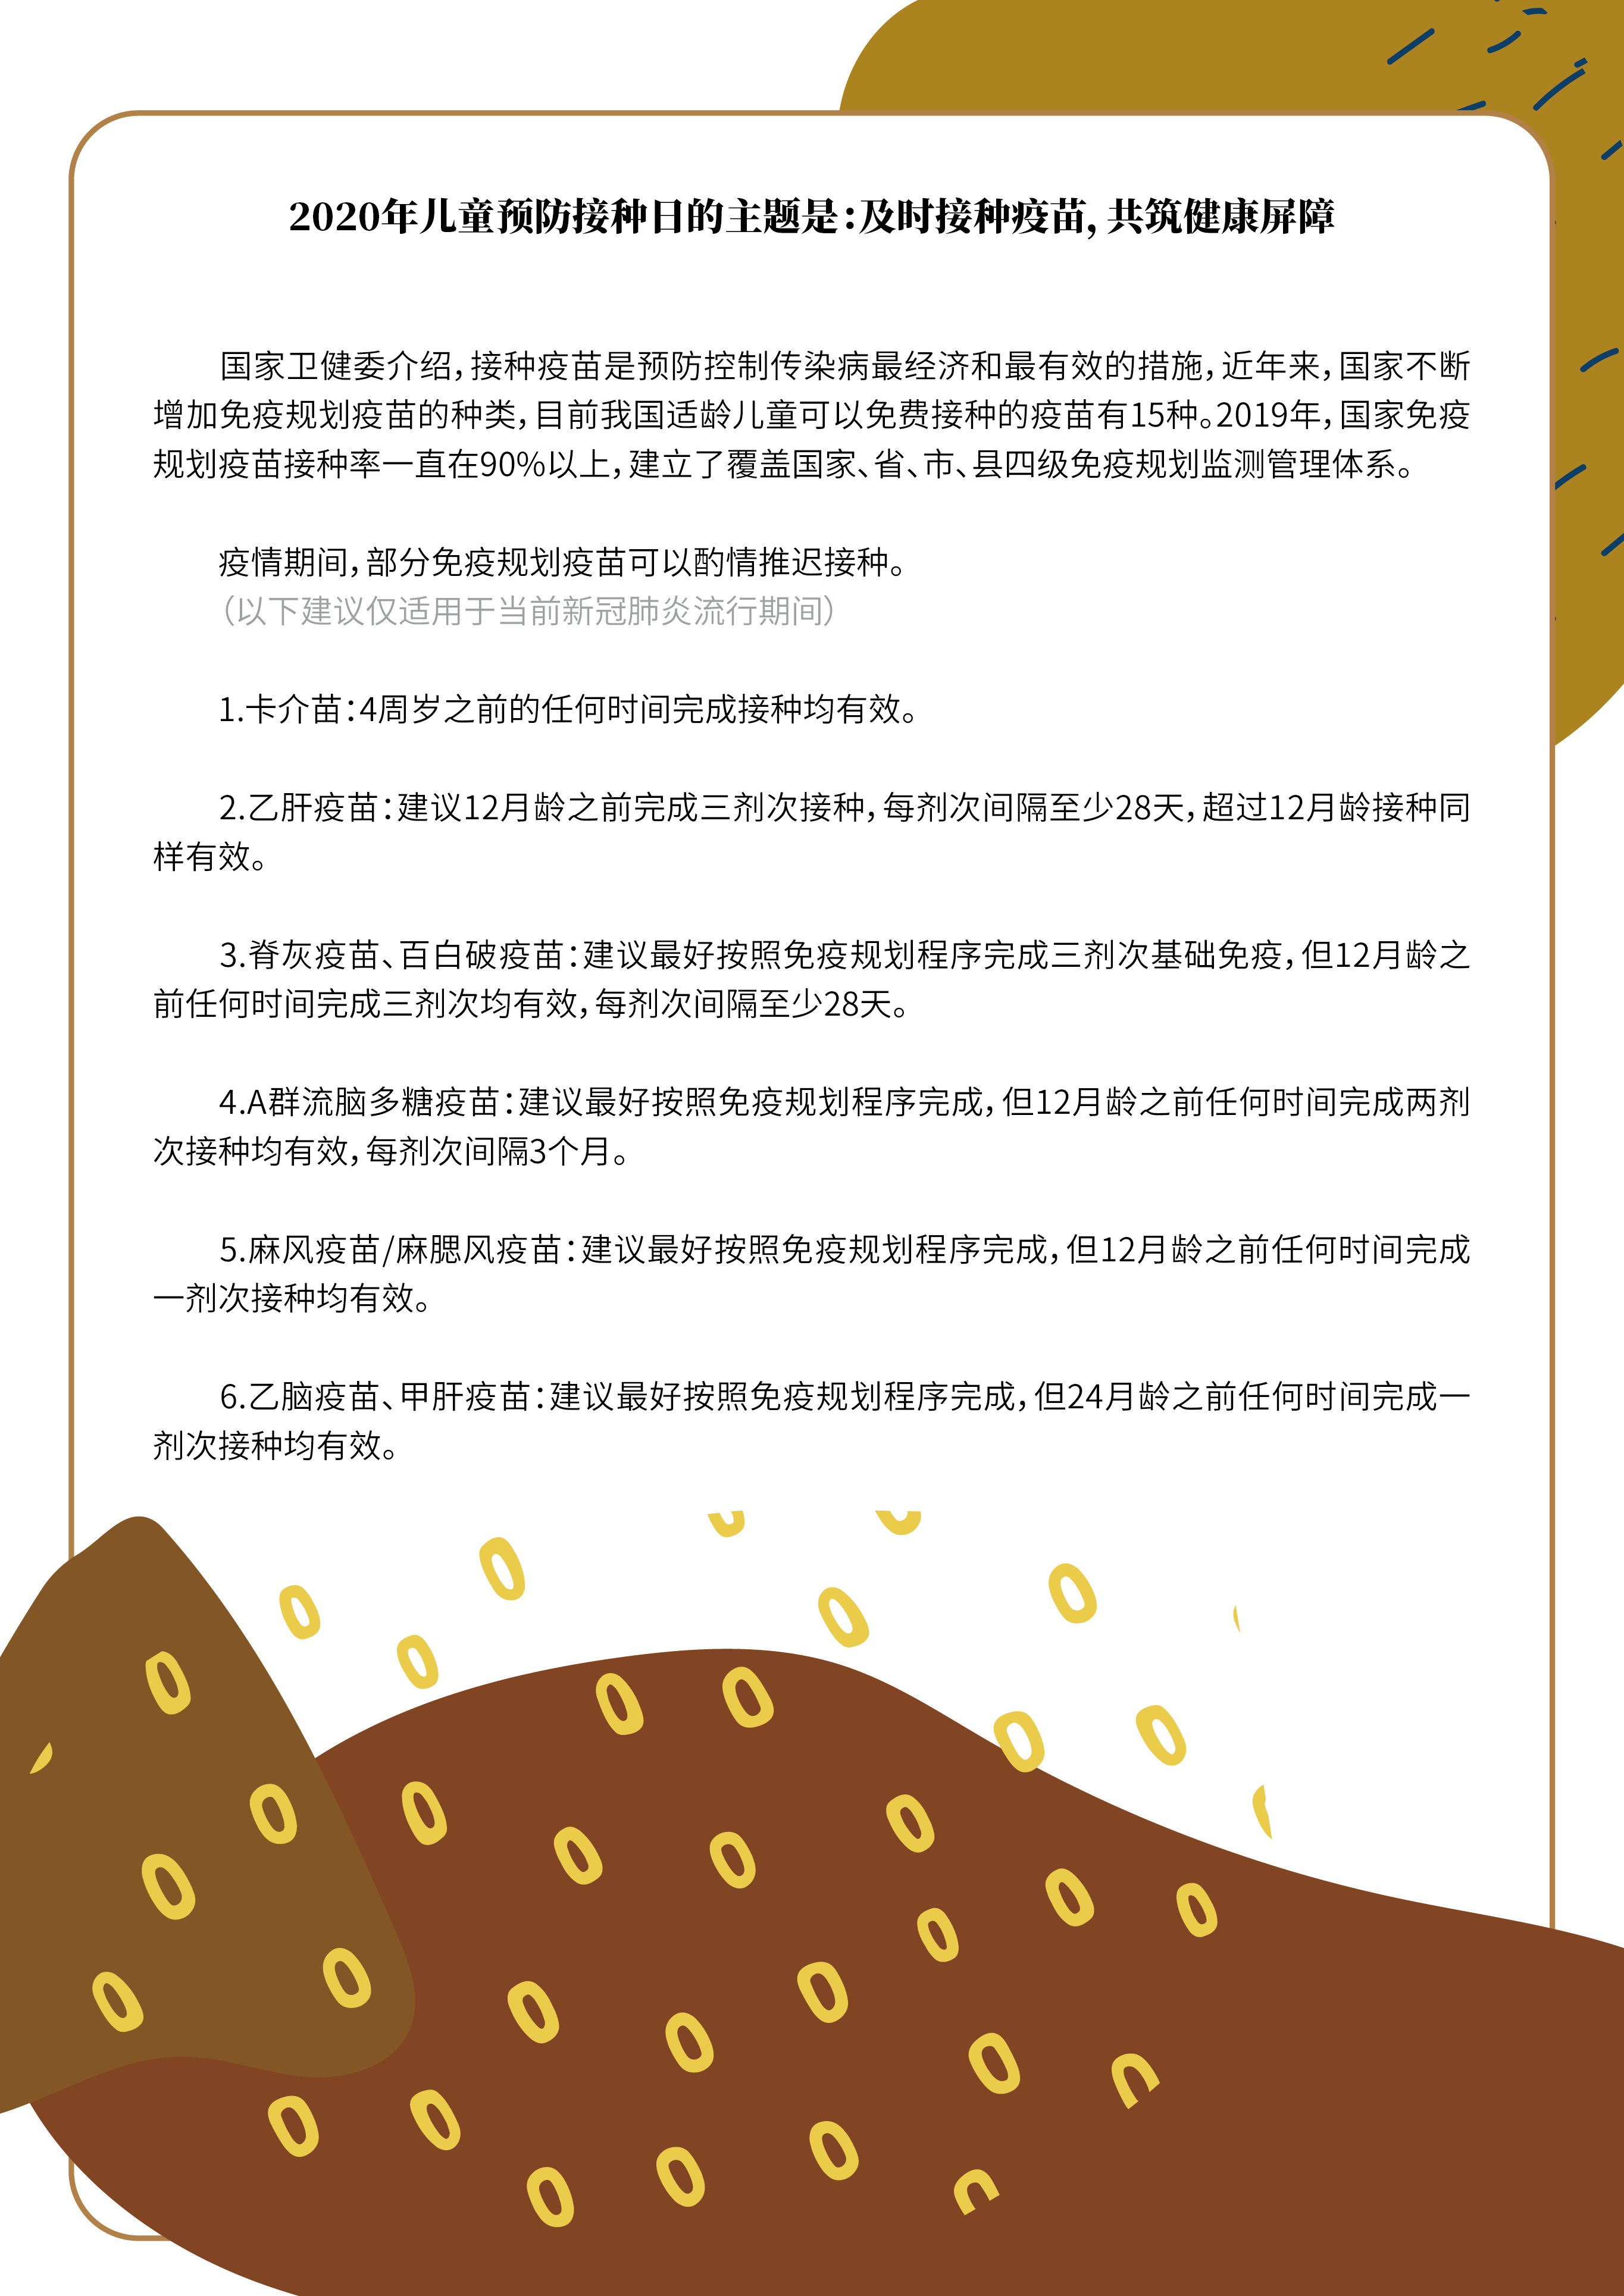 2020年儿童预防接种日的主题是:及时接种疫苗，共筑健康屏障
国家卫健委介绍，接种疫苗是预防控制传染病最经济和最有效的措施，近年来，国家不断
增加免疫规划疫苗的种类，目前我国适龄儿童可以免费接种的疫苗有15种。2019年，国家免疫
规划疫苗接种率一直在90%以上，建立了覆盖国家、省、市、县四级免疫规划监测管理体系。
疫情期间，部分免疫规划疫苗可以酌情推迟接种。
（以下建议仅适用于当前新冠肺炎流行期间）
1.卡介苗：4周岁之前的任何时间完成接种均有效。
2.乙肝疫苗：建议12月龄之前完成三剂次接种，每剂次间隔至少28天，超过12月龄接种同
样有效。
3.脊灰疫苗、百白破疫苗：建议最好按照免疫规划程序完成三剂次基础免疫，但12月龄之
前任何时间完成三剂次均有效，每剂次间隔至少28天。
4.A群流脑多糖疫苗：建议最好按照免疫规划程序完成，但12月龄之前任何时间完成两剂
次接种均有效，每剂次间隔3个月。
5.麻风疫苗/麻腮风疫苗：建议最好按照免疫规划程序完成，但12月龄之前任何时间完成
一剂次接种均有效。
6.乙脑疫苗、甲肝疫苗：建议最好按照免疫规划程序完成，但24月龄之前任何时间完成一
剂次接种均有效。